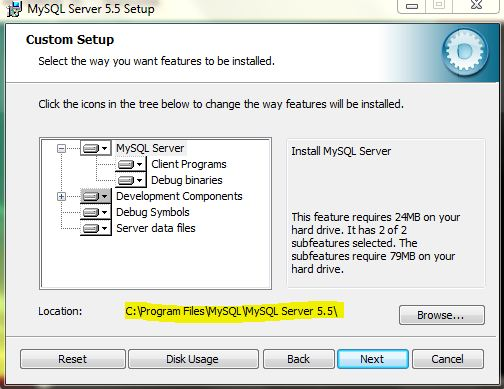 MySQL Server 5.5 Setup
Custom Setup
Select the way you want features to be installed.
Click the icons in the tree below to change the way features will be installed.
MySQL Server
Client Programs
Debug binaries
Development Components
Debug Symbols
Server data files
Install MySQL Server
This feature requires 24MB on your
hard drive. It has 2 of 2
subfeatures selected. The
subfeatures require 79MB on your
hard drive.
Location:
C:\Program Files\MySQL\MySQL Server 5.5\
Browse...
Reset
Disk Usage
Back
Next
Cancel